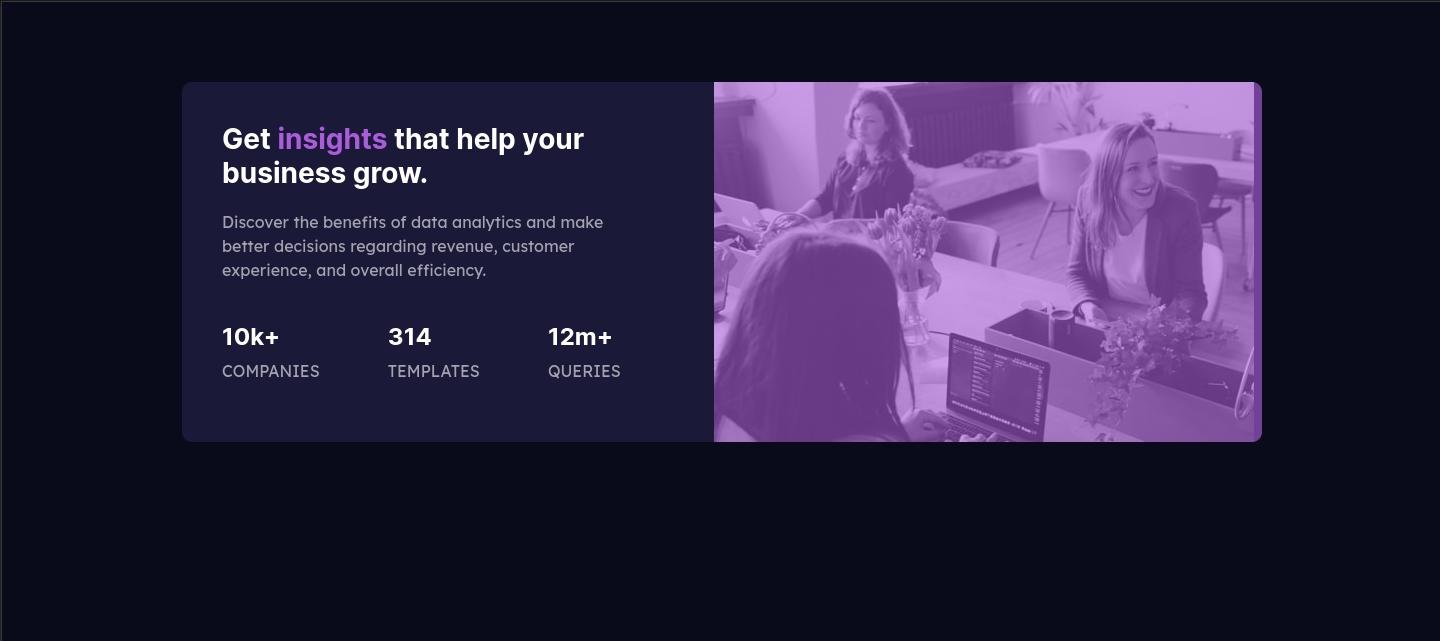 Get insights that help your
business grow.
Discover the benefits of data analytics and make
better decisions regarding revenue, customer
experience, and overall efficiency.
10k+ 314 12m+
COMPANIES TEMPLATES QUERIES